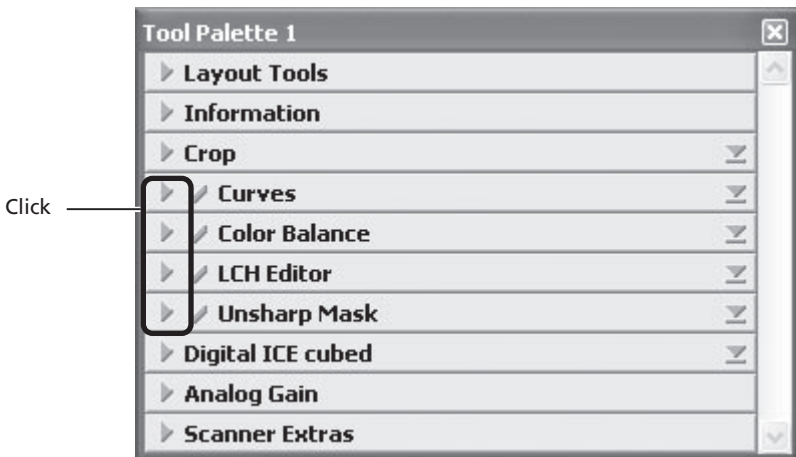 Tool Palette 1
Layout Tools
Information
Crop
Click
Curves
Color Balance
LCH Editor
Unsharp Mask
Digital ICE cubed
Analog Gain
Scanner Extras